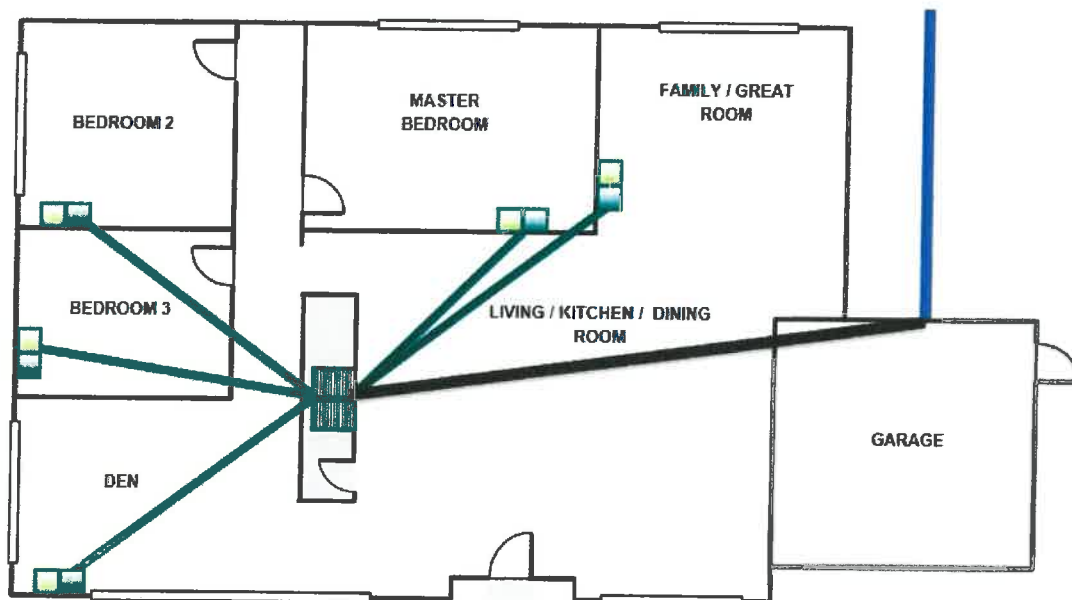 BEDROOM 2
MASTER
BEDROOM
FAMILY / GREAT
ROOM
BEDROOM 3
LIVING / KITCHEN / DINING
ROOM
DEN
GARAGE